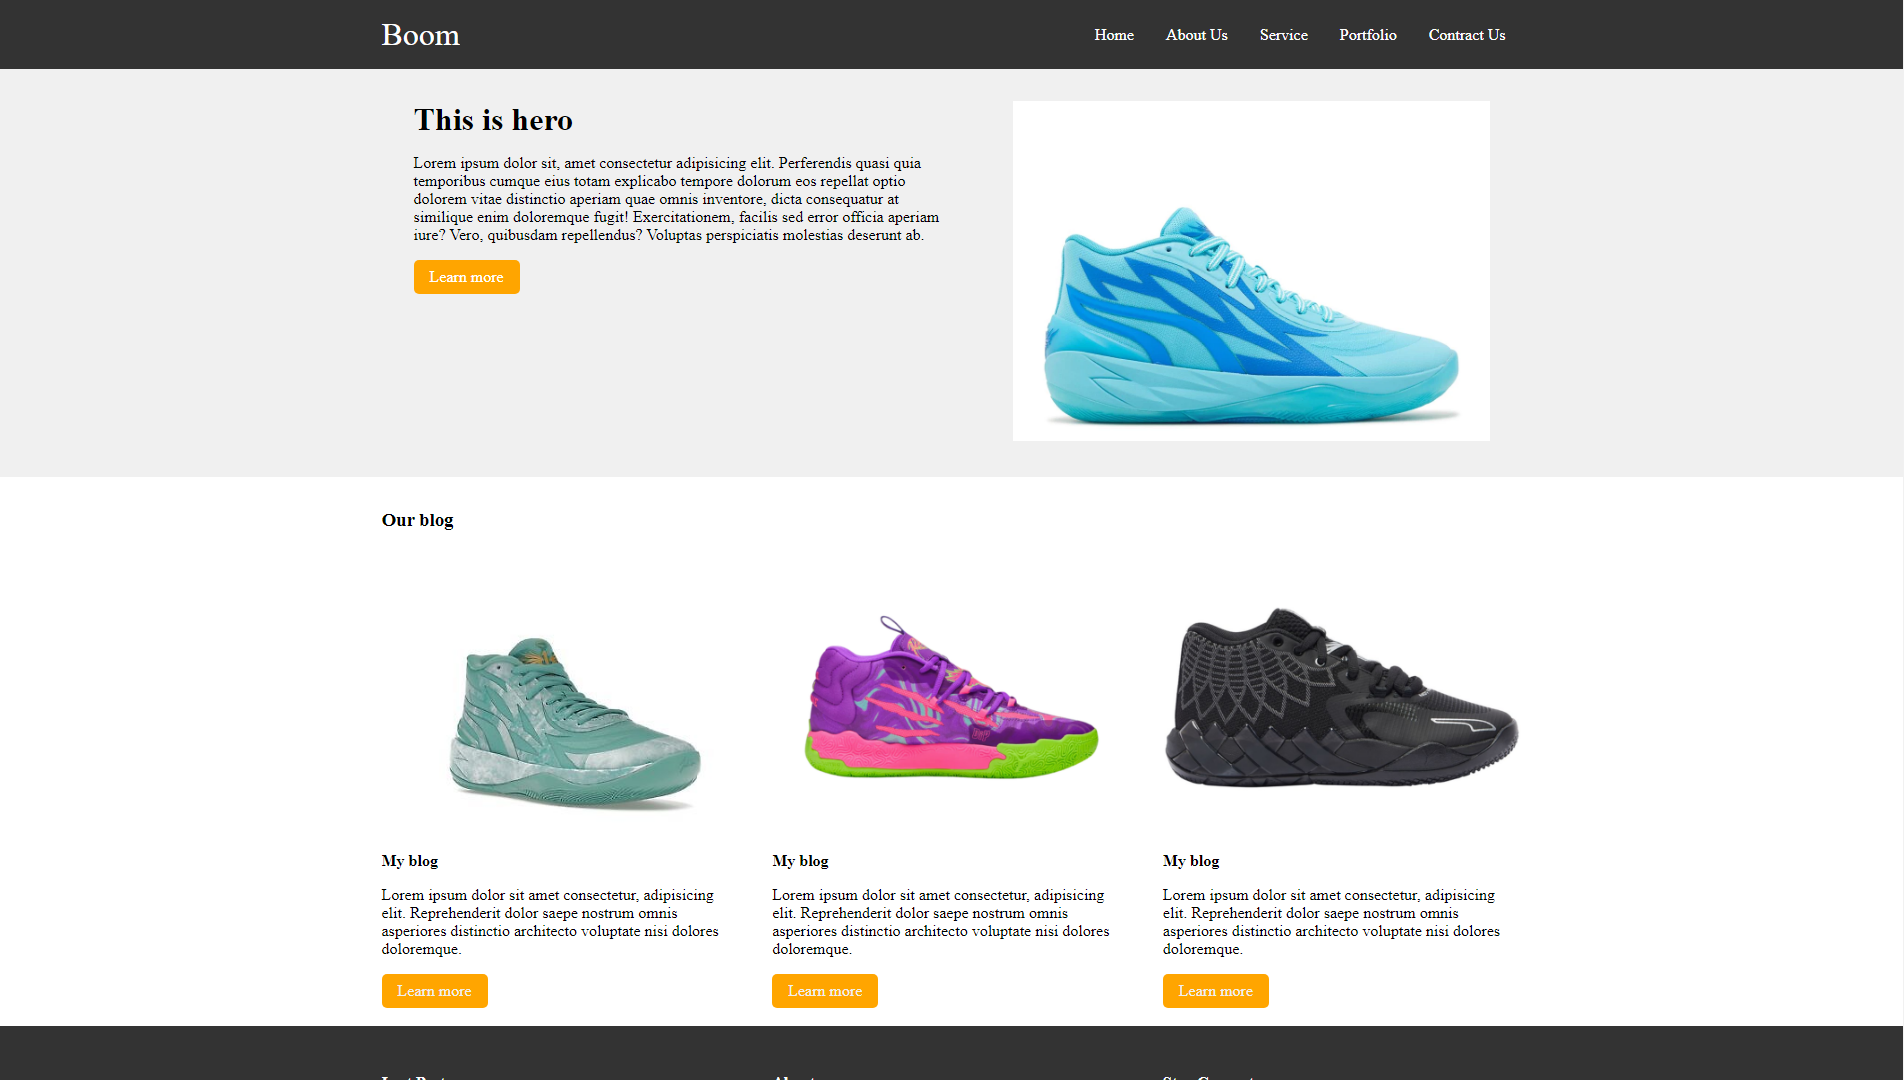 Boom
Home About Us Service Portfolio Contract Us
This is hero
Lorem ipsum dolor sit, amet consectetur adipisicing elit. Perferendis quasi quia
temporibus cumque eius totam explicabo tempore dolorum eos repellat optio
dolorem vitae distinctio aperiam quae omnis inventore, dicta consequatur at
similique enim doloremque fugit! Exercitationem, facilis sed error officia aperiam
iure? Vero, quibusdam repellendus? Voluptas perspiciatis molestias deserunt ab.
Learn more
Our blog
My blog
Lorem ipsum dolor sit amet consectetur, adipisicing
elit. Reprehenderit dolor saepe nostrum omnis
asperiores distinctio architecto voluptate nisi dolores
doloremque.
Learn more
My blog
Lorem ipsum dolor sit amet consectetur, adipisicing
elit. Reprehenderit dolor saepe nostrum omnis
asperiores distinctio architecto voluptate nisi dolores
doloremque.
Learn more
My blog
Lorem ipsum dolor sit amet consectetur, adipisicing
elit. Reprehenderit dolor saepe nostrum omnis
asperiores distinctio architecto voluptate nisi dolores
doloremque.
Learn more